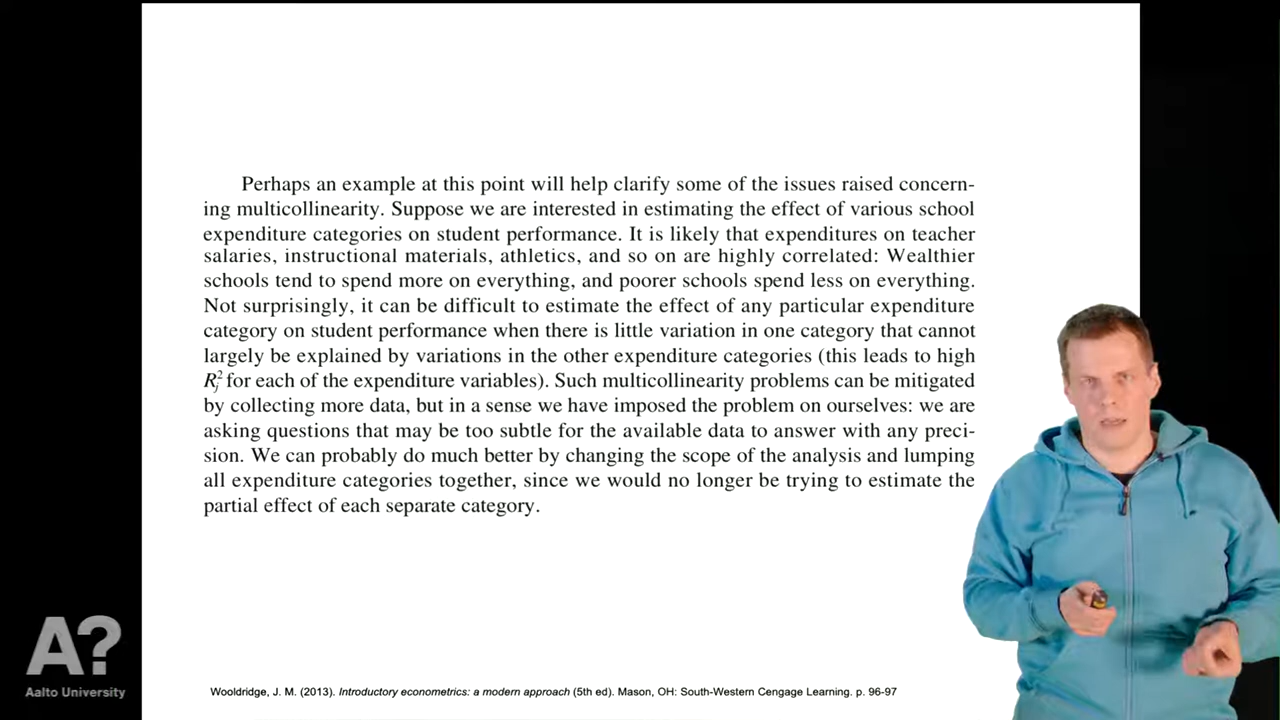 Perhaps an example at this point will help clarify some of the issues raised concern-
ing multicollinearity. Suppose we are interested in estimating the effect of various school
expenditure categories on student performance. It is likely that expenditures on teacher
salaries, instructional materials, athletics, and so on are highly correlated: Wealthier
schools tend to spend more on everything, and poorer schools spend less on everything.
Not surprisingly, it can be difficult to estimate the effect of any particular expenditure
category on student performance when there is little variation in one category that cannot
largely be explained by variations in the other expenditure categories (this leads to high
R²ⱼ for each of the expenditure variables). Such multicollinearity problems can be mitigated
by collecting more data, but in a sense we have imposed the problem on ourselves: we are
asking questions that may be too subtle for the available data to answer with any preci-
sion. We can probably do much better by changing the scope of the analysis and lumping
all expenditure categories together, since we would no longer be trying to estimate the
partial effect of each separate category.
A?
Aalto University
Wooldridge, J. M. (2013). Introductory econometrics: a modern approach (5th ed). Mason, OH: South-Western Cengage Learning. p. 96-97